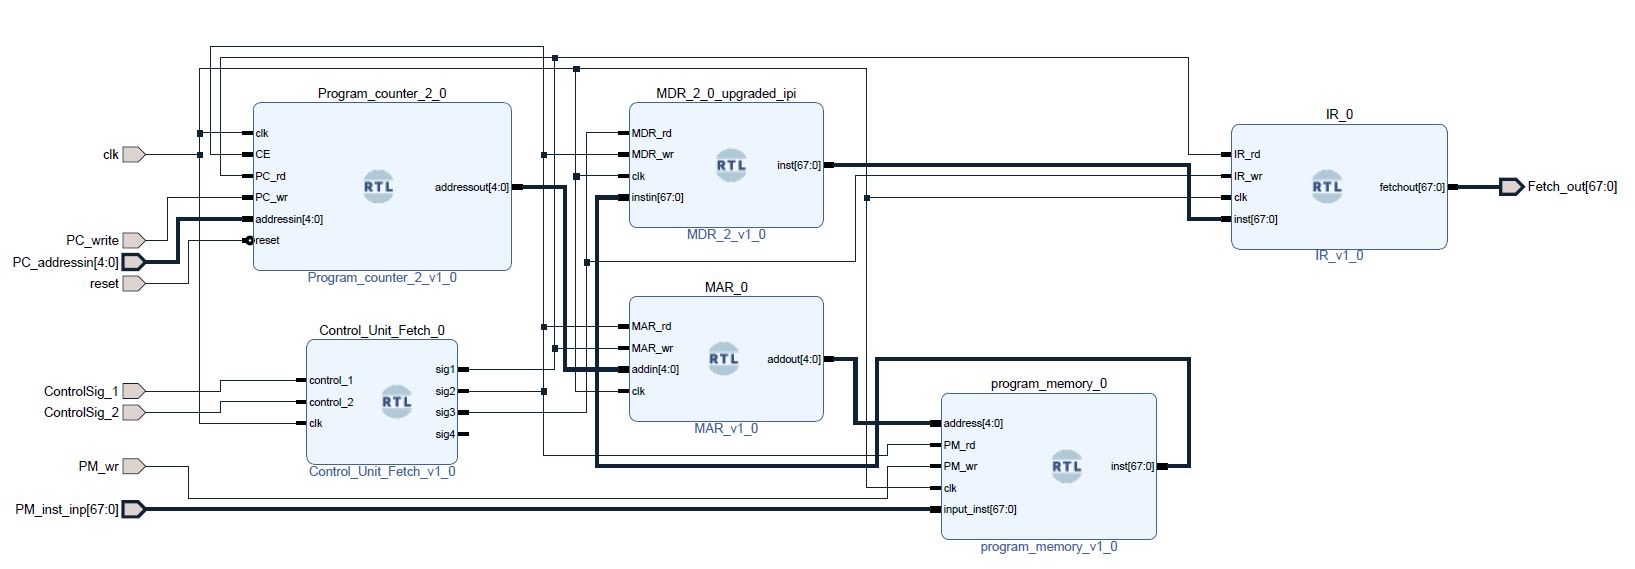 Program_counter_2_0
clk
CE
PC_rd
PC_wr
addressin[4:0]
reset
RTL
addressout[4:0]
Program_counter_2_v1_0
MDR_2_0_upgraded_ipi
MDR_rd
MDR_wr
clk
instin[67:0]
RTL
inst[67:0]
MDR_2_v1_0
IR_0
IR_rd
IR_wr
clk
inst[67:0]
RTL
fetchout[67:0]
IR_v1_0
Fetch_out[67:0]
clk
PC_write
PC_addressin[4:0]
reset
MAR_0
MAR_rd
MAR_wr
addin[4:0]
clk
RTL
addout[4:0]
MAR_v1_0
Control_Unit_Fetch_0
control_1
control_2
clk
RTL
sig1
sig2
sig3
sig4
Control_Unit_Fetch_v1_0
ControlSig_1
ControlSig_2
PM_wr
PM_inst_inp[67:0]
program_memory_0
address[4:0]
PM_rd
PM_wr
clk
input_inst[67:0]
RTL
inst[67:0]
program_memory_v1_0